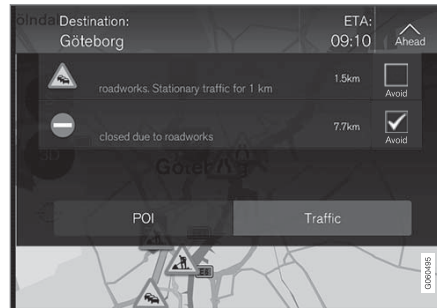 Destination:
Göteborg
ETA:
09:10
Ahead
roadworks. Stationary traffic for 1 km
1.5km
Avoid
closed due to roadworks
7.7km
Avoid
3D
POI
Traffic
G060495